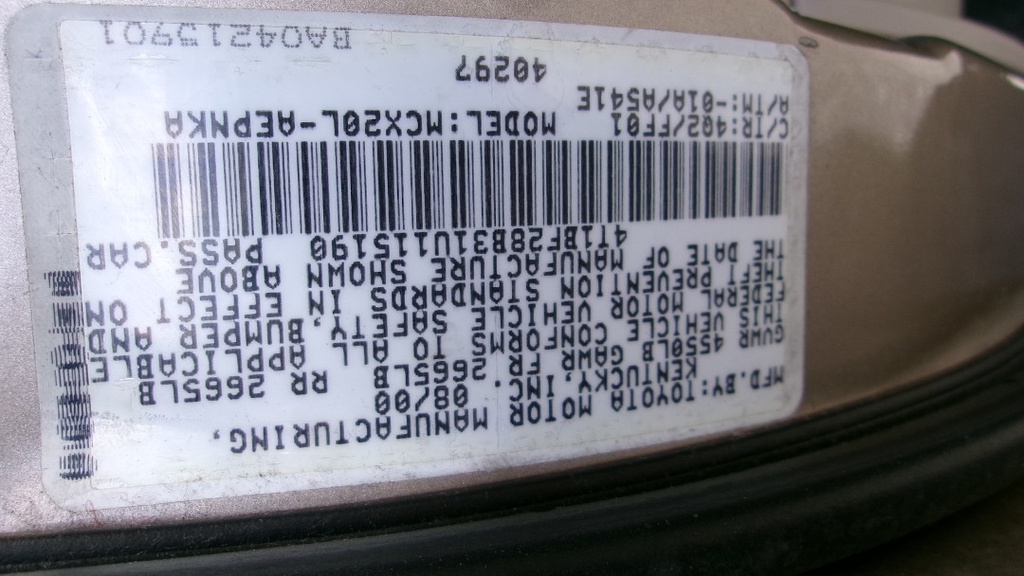 MFD.BY:TOYOTA MOTOR MANUFACTURING,
KENTUCKY, INC. 08/00
GVWR 4550LB GAWR FR 2665LB RR 2665LB
THIS VEHICLE CONFORMS TO ALL APPLICABLE
FEDERAL MOTOR VEHICLE SAFETY, BUMPER AND
THEFT PREVENTION STANDARDS IN EFFECT ON
THE DATE OF MANUFACTURE SHOWN ABOVE
4T1BF28B31U115190 PASS.CAR
C/TR:4Q2/FF01 MODEL:MCX20L-AEPNKA
A/TM:-01A/A541E
40297
BA04215901